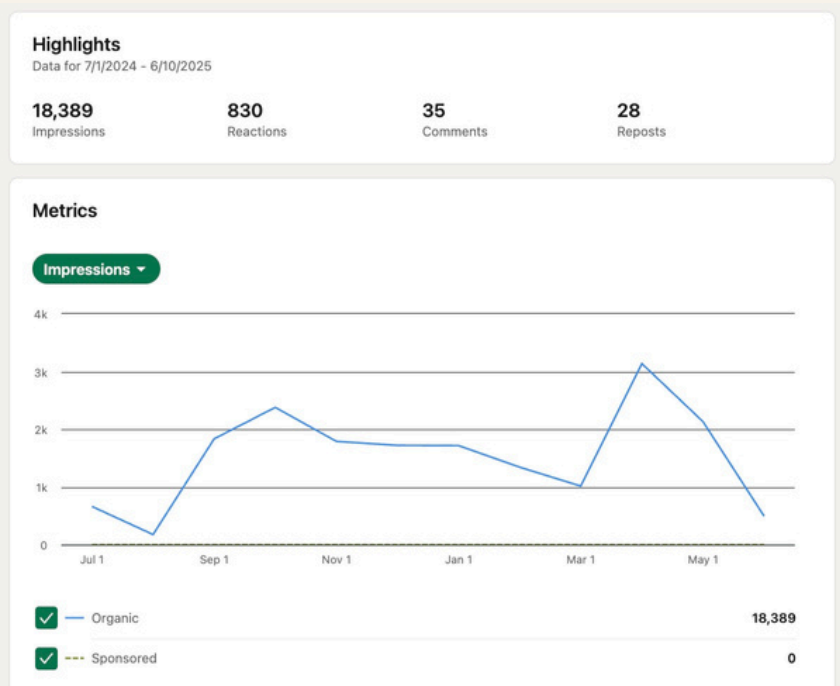 Highlights
Data for 7/1/2024 - 6/10/2025
18,389 830 35 28
Impressions Reactions Comments Reposts
Metrics
Impressions
4k
3k
2k
1k
0
Jul 1 Sep 1 Nov 1 Jan 1 Mar 1 May 1
Organic 18,389
Sponsored 0